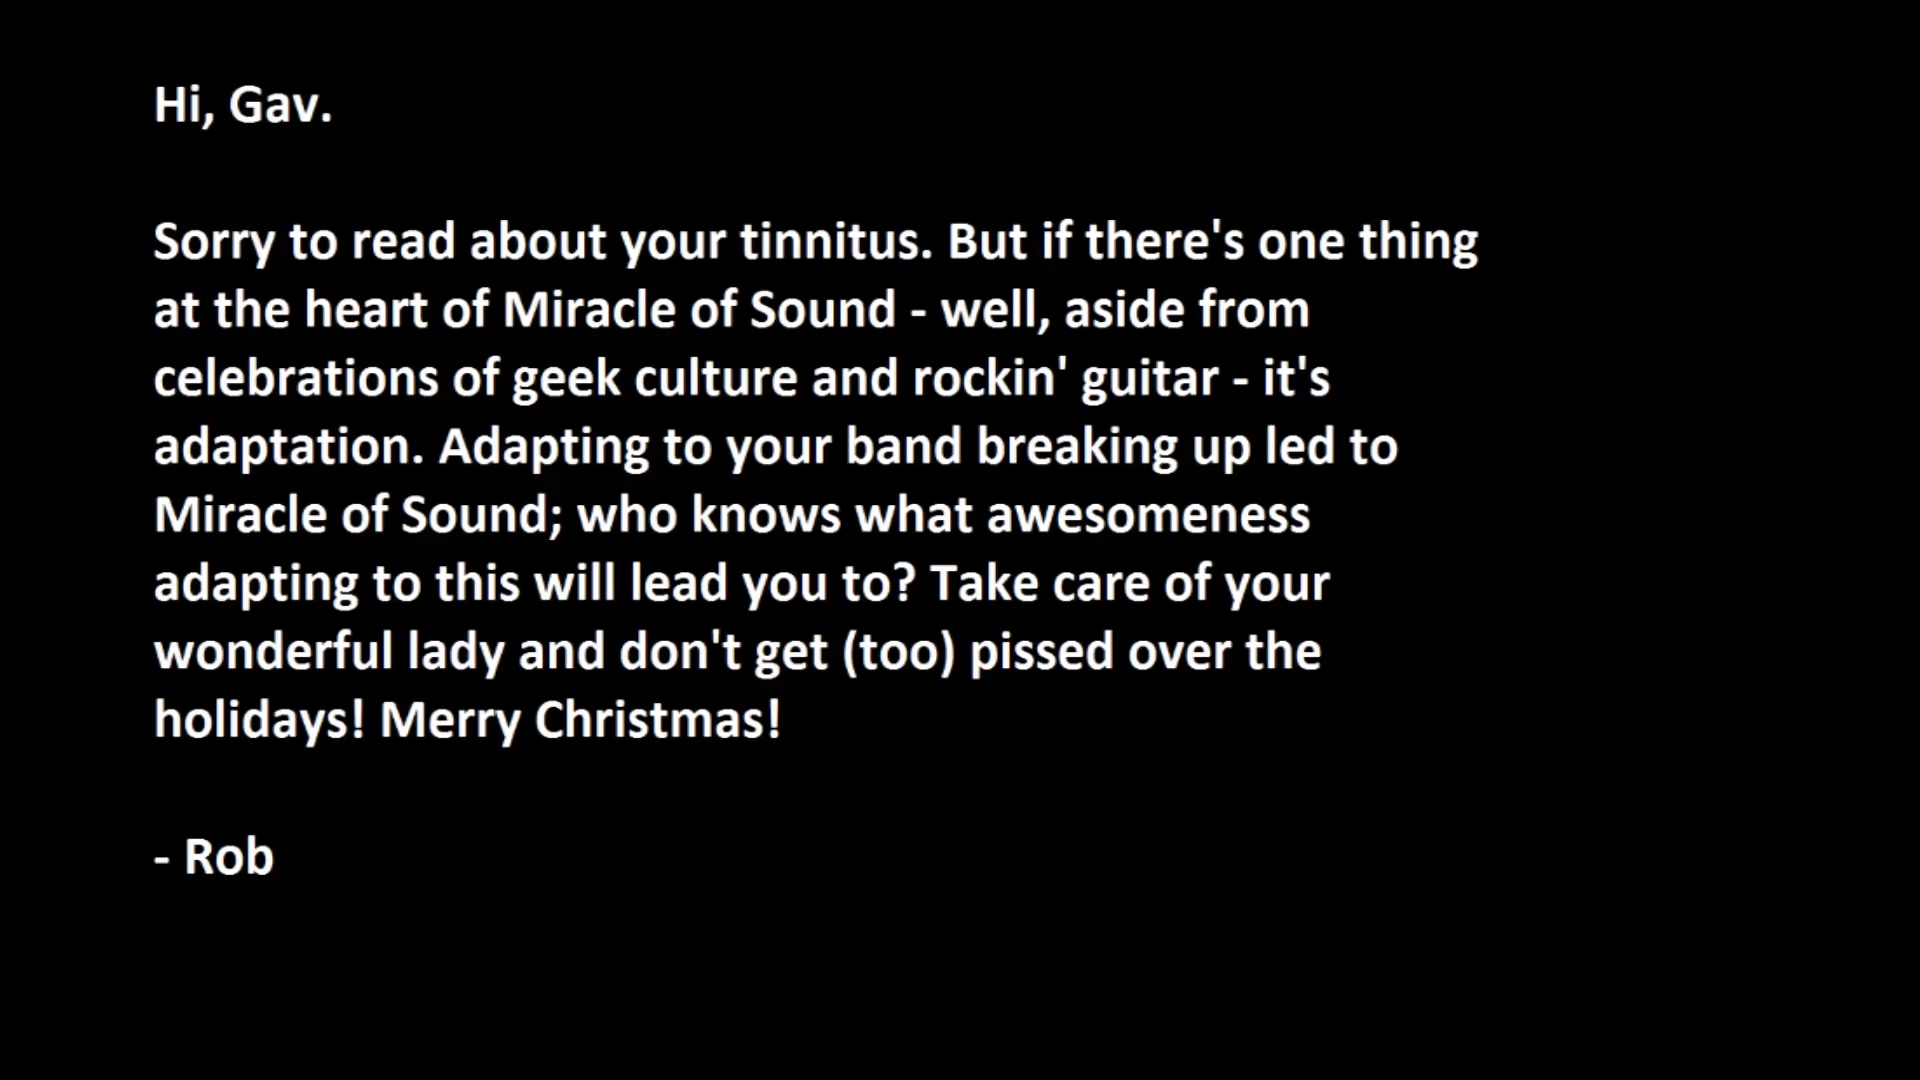 Hi, Gav.
Sorry to read about your tinnitus. But if there's one thing
at the heart of Miracle of Sound - well, aside from
celebrations of geek culture and rockin' guitar - it's
adaptation. Adapting to your band breaking up led to
Miracle of Sound; who knows what awesomeness
adapting to this will lead you to? Take care of your
wonderful lady and don't get (too) pissed over the
holidays! Merry Christmas!
- Rob